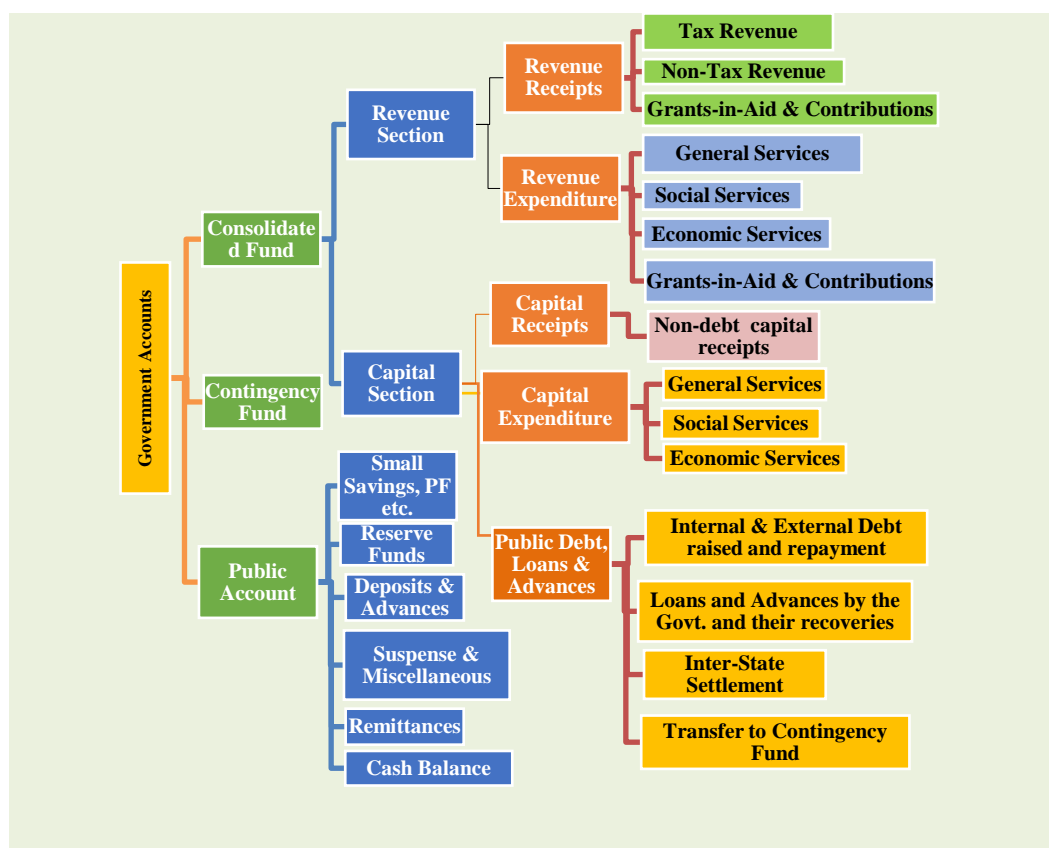 Government Accounts
Consolidate
d Fund
Contingency
Fund
Public
Account
Revenue
Section
Capital
Section
Small
Savings, PF
etc.
Reserve
Funds
Deposits &
Advances
Suspense &
Miscellaneous
Remittances
Cash Balance
Revenue
Receipts
Revenue
Expenditure
Capital
Receipts
Capital
Expenditure
Public Debt,
Loans &
Advances
Tax Revenue
Non-Tax Revenue
Grants-in-Aid & Contributions
General Services
Social Services
Economic Services
Grants-in-Aid & Contributions
Non-debt capital
receipts
General Services
Social Services
Economic Services
Internal & External Debt
raised and repayment
Loans and Advances by the
Govt. and their recoveries
Inter-State
Settlement
Transfer to Contingency
Fund